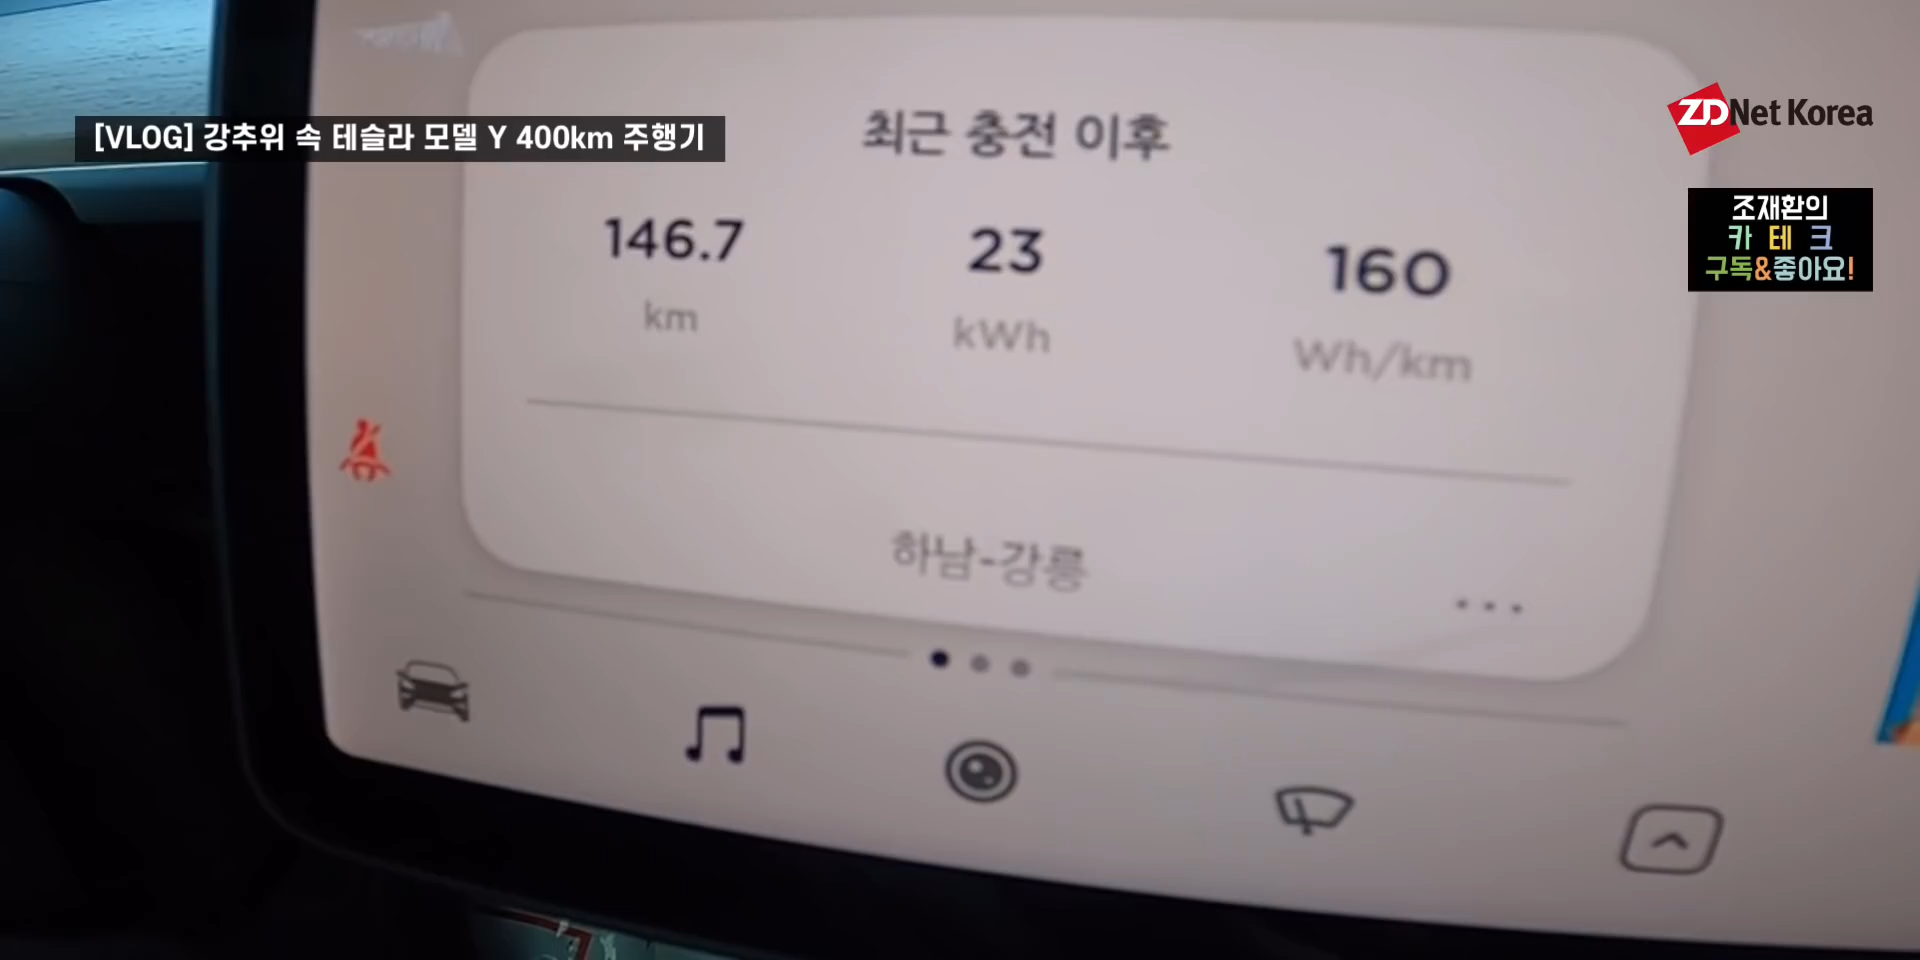 [VLOG] 강추위 속 테슬라 모델 Y 400km 주행기
ZDNet Korea
조재환의
카 테 크
구독&좋아요!
최근 충전 이후
146.7 23 160
km kWh Wh/km
하남-강릉